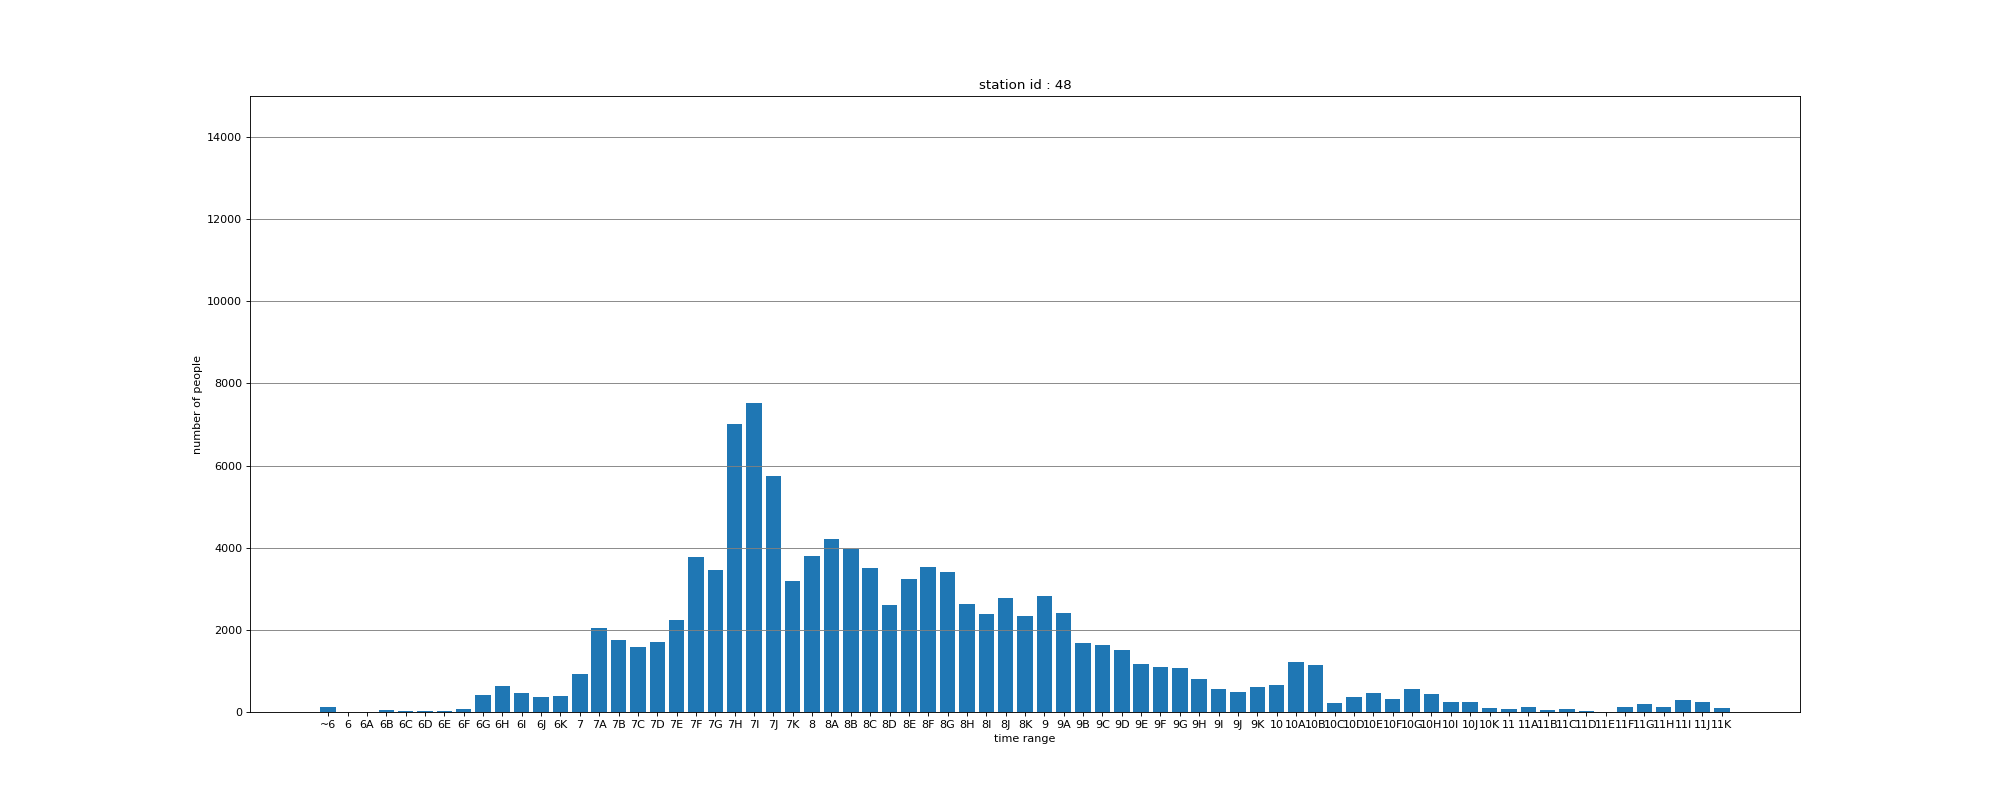 station id : 48
14000
12000
10000
8000
6000
4000
2000
0
number of people
~6 6 6A 6B 6C 6D 6E 6F 6G 6H 6I 6J 6K 7 7A 7B 7C 7D 7E 7F 7G 7H 7I 7J 7K 8 8A 8B 8C 8D 8E 8F 8G 8H 8I 8J 8K 9 9A 9B 9C 9D 9E 9F 9G 9H 9I 9J 9K 10 10A 10B 10C 10D 10E 10F 10G 10H 10I 10J 10K 11 11A 11B 11C 11D 11E 11F 11G 11H 11I 11J 11K
time range